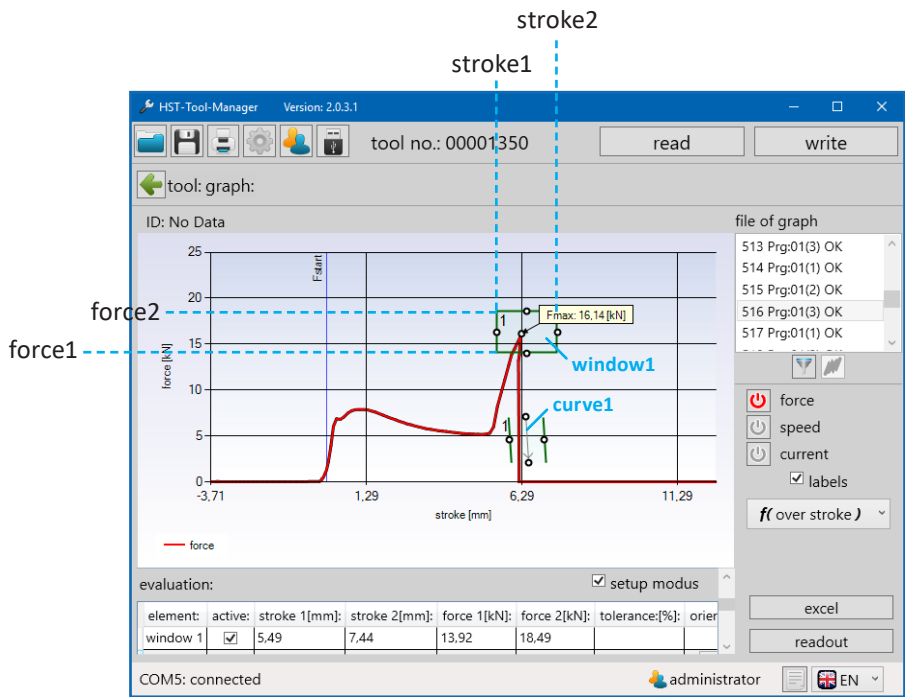 stroke2
stroke1
HST-Tool-Manager Version: 2.0.3.1
tool no.: 00001350 read write
tool: graph:
ID: No Data file of graph
513 Prg:01(3) OK
514 Prg:01(1) OK
515 Prg:01(2) OK
516 Prg:01(3) OK
517 Prg:01(1) OK
force2
force1
force [kN]
25
20
15
10
5
0
Fstart
1
Fmax: 16,14 [kN]
window1
curve1
1
-3,71 1,29 6,29 11,29
stroke [mm]
force
force
speed
current
labels
f( over stroke )
evaluation: setup modus
element: active: stroke 1[mm]: stroke 2[mm]: force 1[kN]: force 2[kN]: tolerance:[%]: orier
window 1 5,49 7,44 13,92 18,49
excel
readout
COM5: connected administrator EN